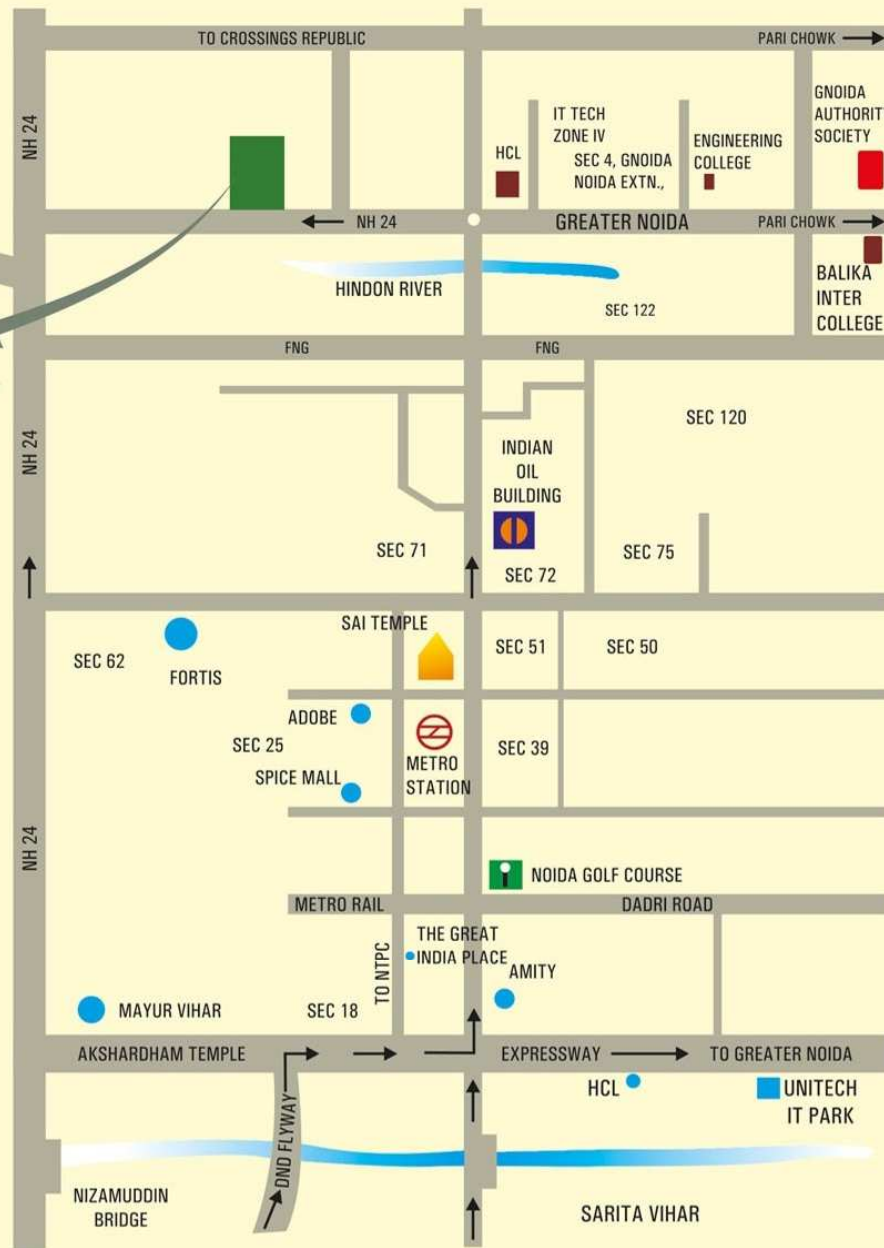 TO CROSSINGS REPUBLIC
PARI CHOWK
NH 24
GNOIDA
AUTHORIT
SOCIETY
IT TECH
ZONE IV
SEC 4, GNOIDA
NOIDA EXTN.,
HCL
ENGINEERING
COLLEGE
NH 24
GREATER NOIDA
PARI CHOWK
HINDON RIVER
BALIKA
INTER
COLLEGE
SEC 122
FNG
FNG
NH 24
SEC 120
INDIAN
OIL
BUILDING
SEC 71
SEC 72
SEC 75
SAI TEMPLE
SEC 62
FORTIS
SEC 51
SEC 50
ADOBE
SEC 25
SPICE MALL
METRO
STATION
SEC 39
NH 24
NOIDA GOLF COURSE
METRO RAIL
DADRI ROAD
TO NTPC
THE GREAT
INDIA PLACE
AMITY
MAYUR VIHAR
SEC 18
AKSHARDHAM TEMPLE
EXPRESSWAY
TO GREATER NOIDA
HCL
UNITECH
IT PARK
DND FLYWAY
NIZAMUDDIN
BRIDGE
SARITA VIHAR